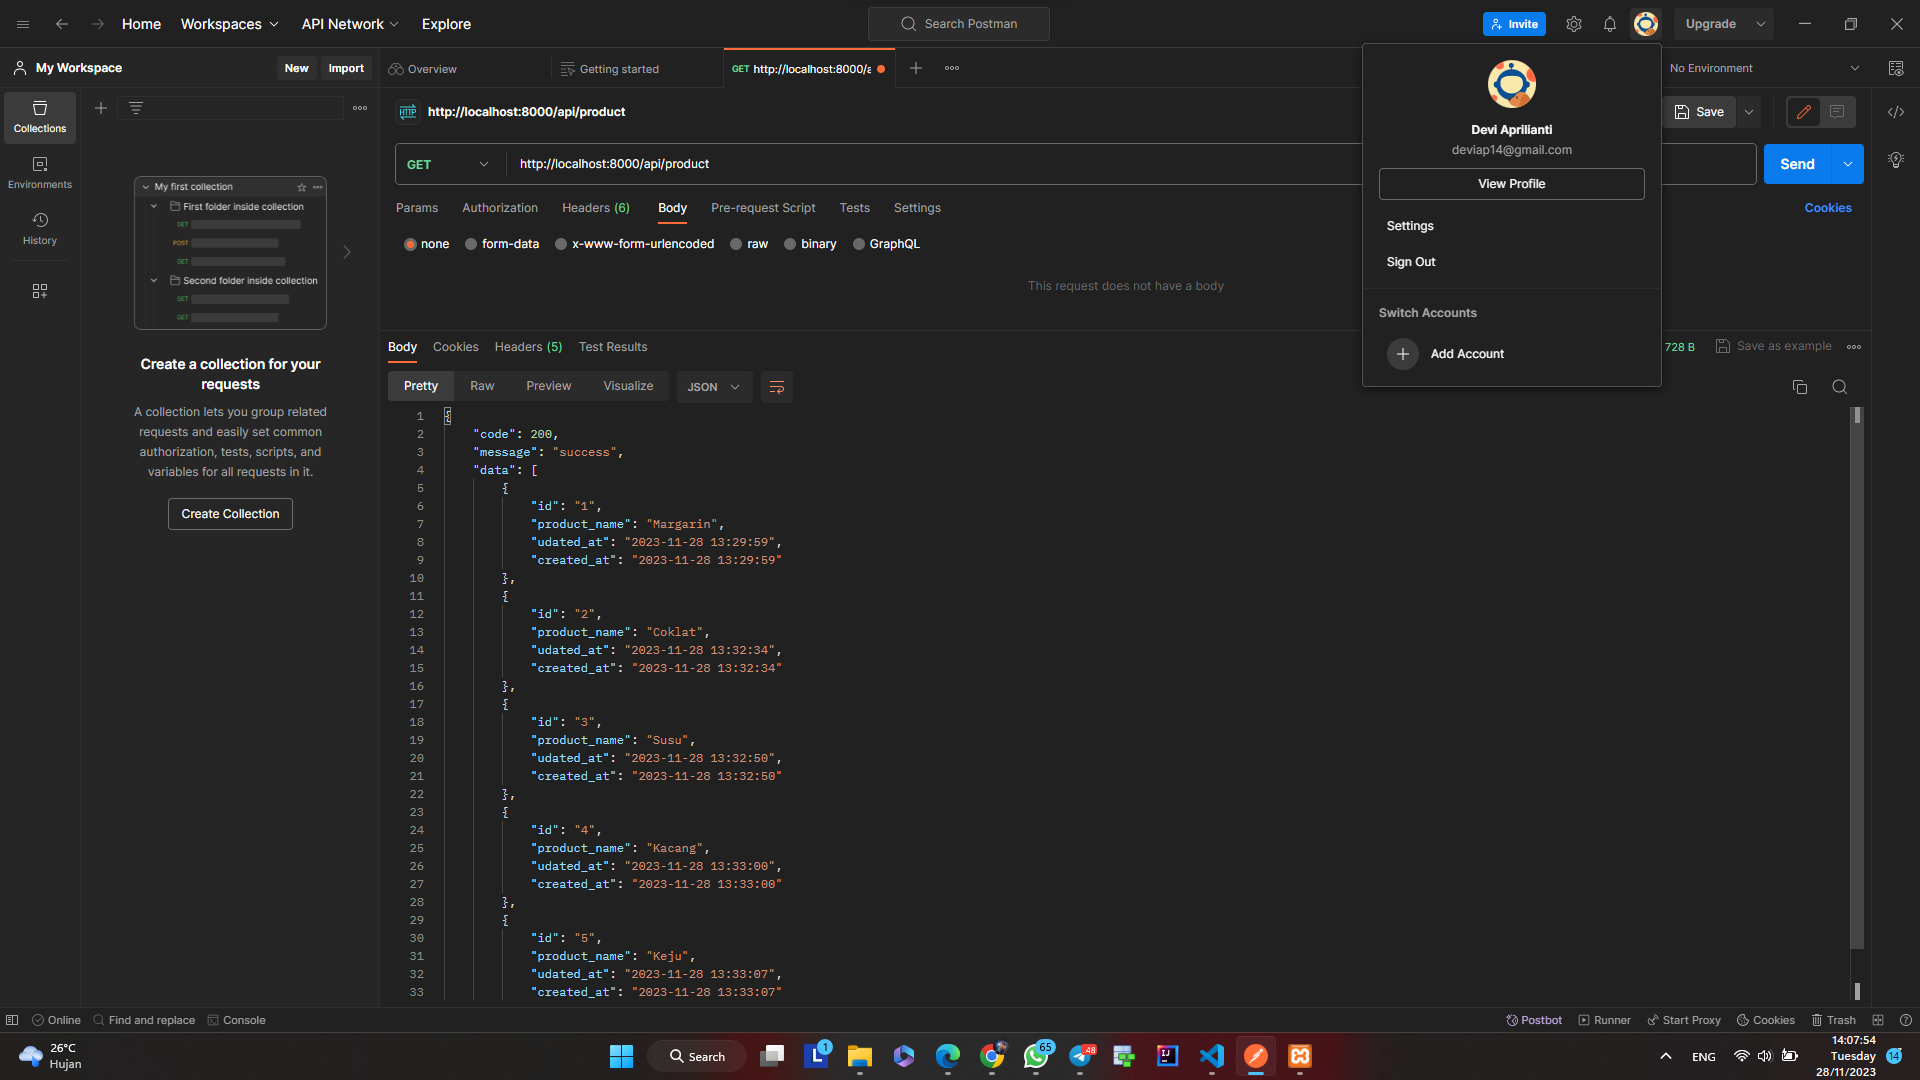 Home
Workspaces
API Network
Explore
Search Postman
Invite
Upgrade
My Workspace
New
Import
Overview
Getting started
GET http://localhost:8000/a
No Environment
Collections
Environments
History
My first collection
First folder inside collection
GET
POST
GET
Second folder inside collection
GET
GET
Create a collection for your
requests
A collection lets you group related
requests and easily set common
authorization, tests, scripts, and
variables for all requests in it.
Create Collection
HTTP http://localhost:8000/api/product
Save
GET
http://localhost:8000/api/product
Send
Params
Authorization
Headers (6)
Body
Pre-request Script
Tests
Settings
Cookies
none
form-data
x-www-form-urlencoded
raw
binary
GraphQL
This request does not have a body
Devi Aprilianti
deviap14@gmail.com
View Profile
Settings
Sign Out
Switch Accounts
Add Account
Body
Cookies
Headers (5)
Test Results
728 B
Save as example
Pretty
Raw
Preview
Visualize
JSON
1 {
2 "code": 200,
3 "message": "success",
4 "data": [
5 {
6 "id": "1",
7 "product_name": "Margarin",
8 "udated_at": "2023-11-28 13:29:59",
9 "created_at": "2023-11-28 13:29:59"
10 },
11 {
12 "id": "2",
13 "product_name": "Coklat",
14 "udated_at": "2023-11-28 13:32:34",
15 "created_at": "2023-11-28 13:32:34"
16 },
17 {
18 "id": "3",
19 "product_name": "Susu",
20 "udated_at": "2023-11-28 13:32:50",
21 "created_at": "2023-11-28 13:32:50"
22 },
23 {
24 "id": "4",
25 "product_name": "Kacang",
26 "udated_at": "2023-11-28 13:33:00",
27 "created_at": "2023-11-28 13:33:00"
28 },
29 {
30 "id": "5",
31 "product_name": "Keju",
32 "udated_at": "2023-11-28 13:33:07",
33 "created_at": "2023-11-28 13:33:07"
Online
Find and replace
Console
Postbot
Runner
Start Proxy
Cookies
Trash
26°C
Hujan
Search
L
1
65
48
IJ
ENG
14:07:54
Tuesday
28/11/2023
14